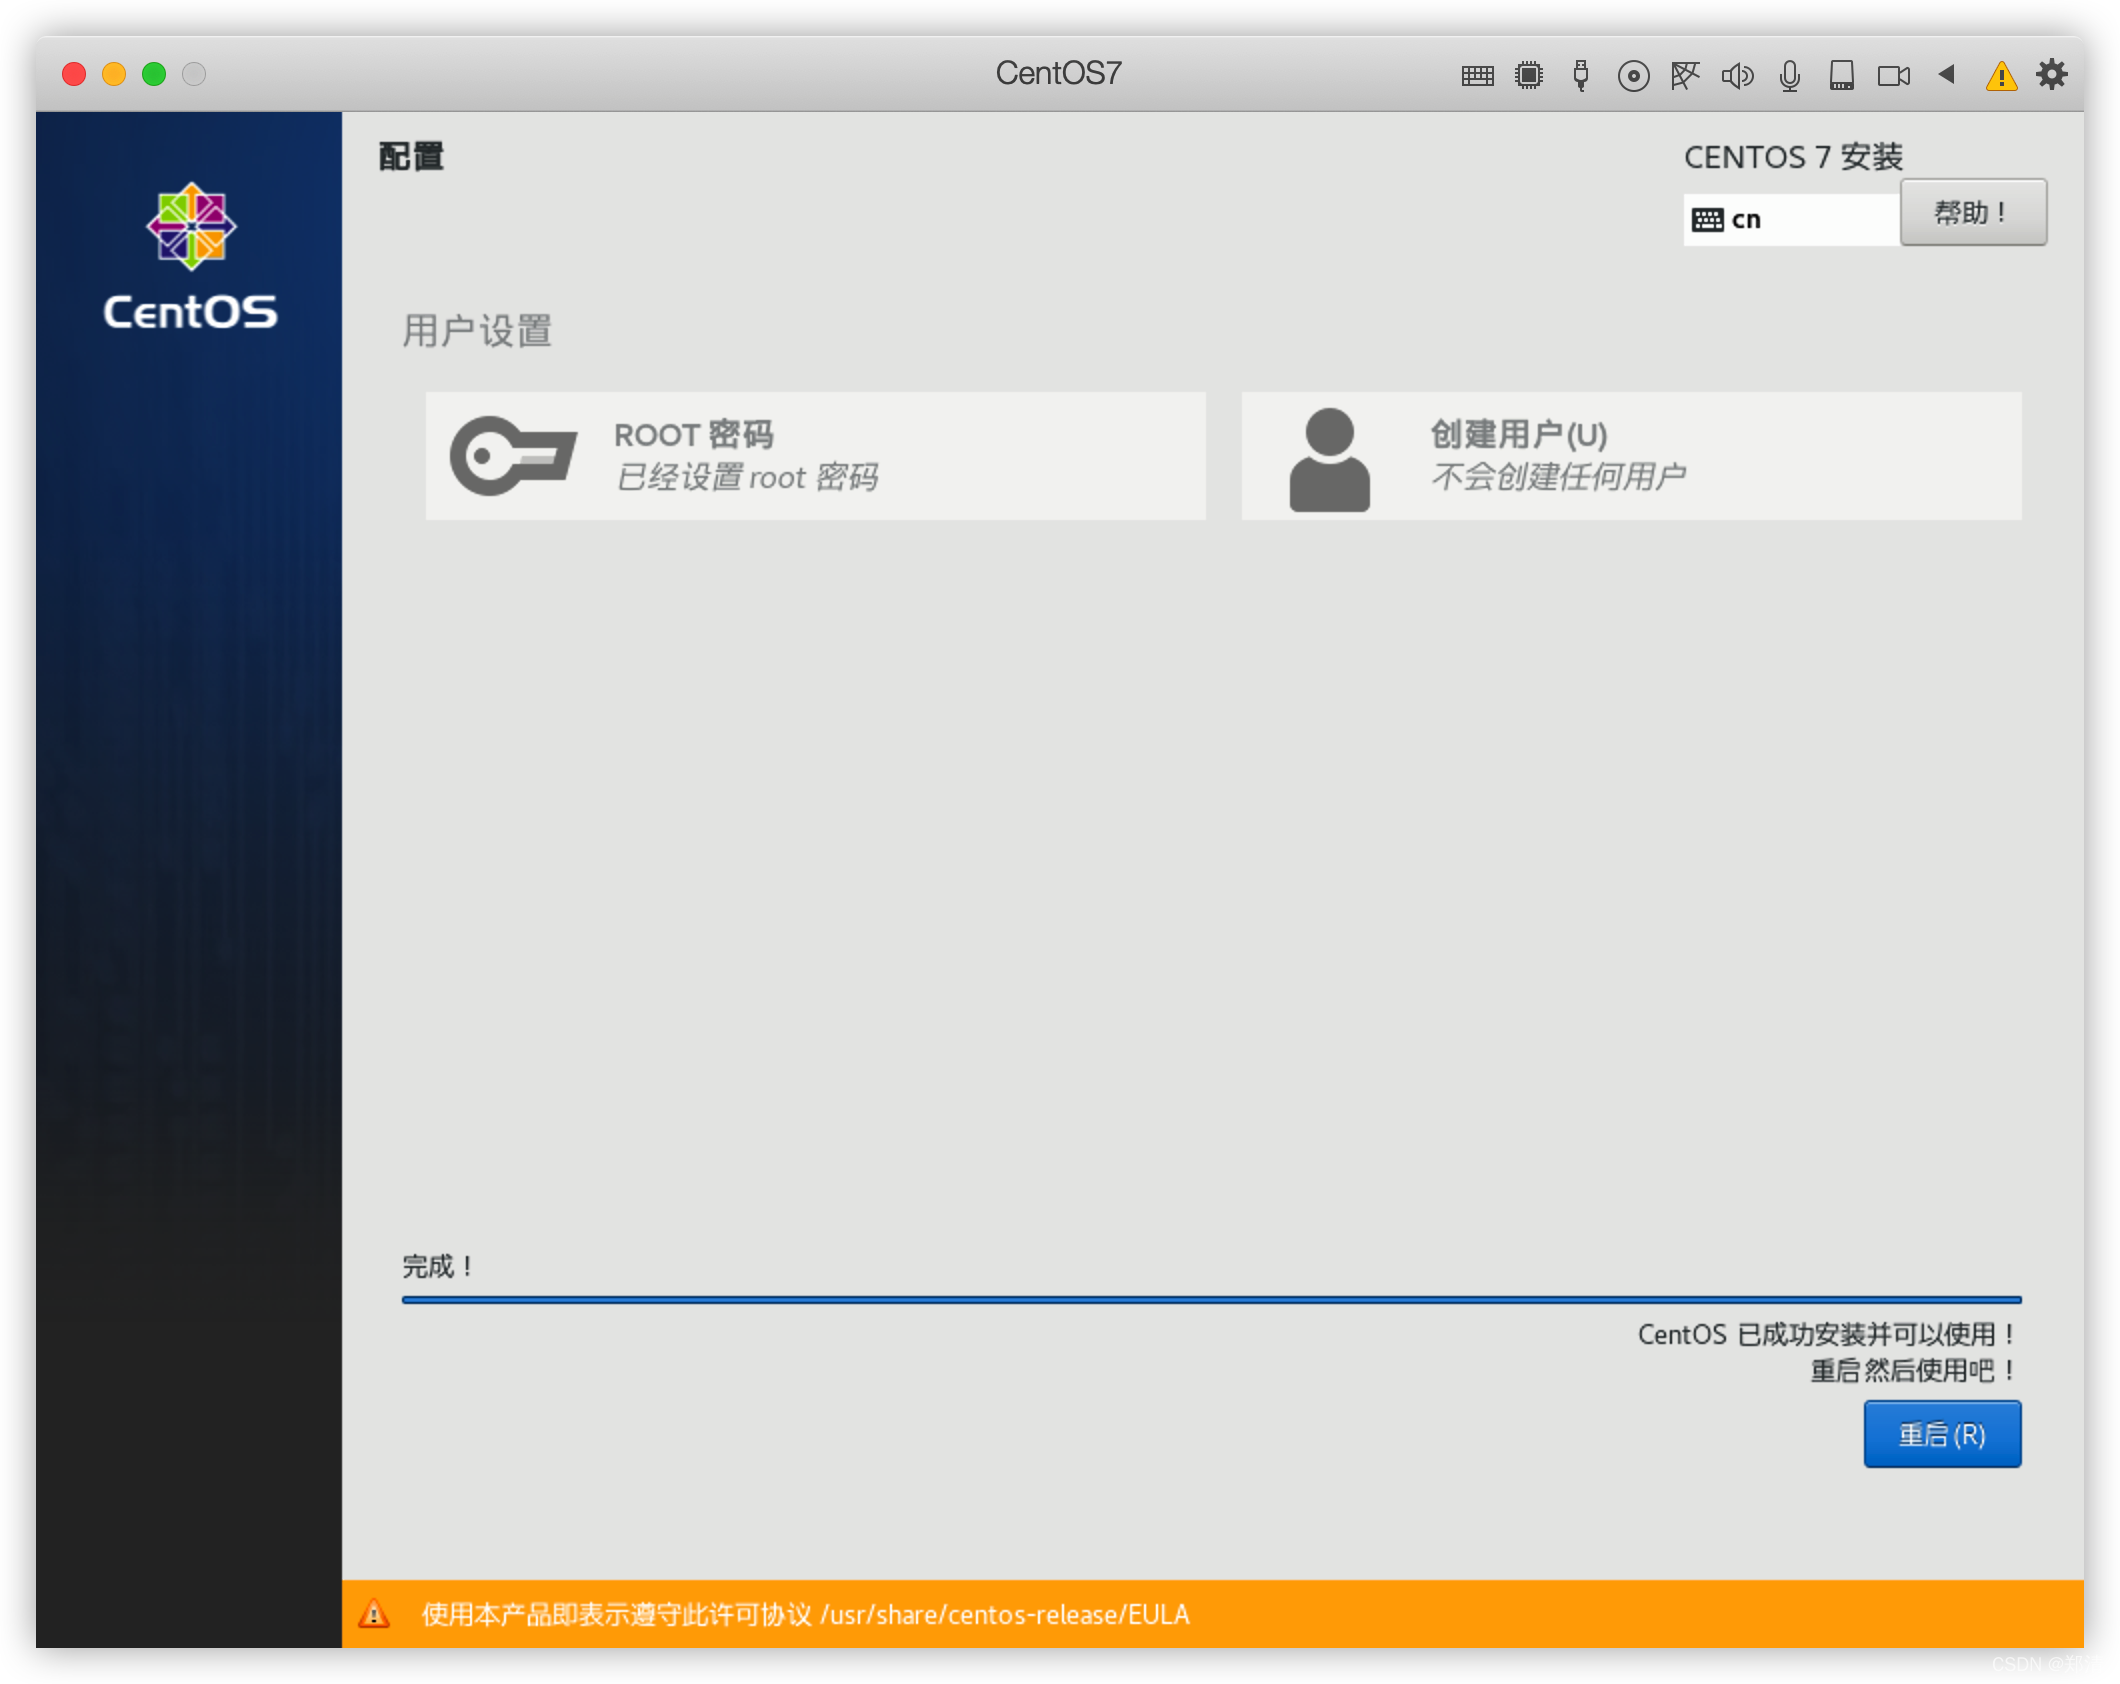 CentOS7
CentOS
配置
CENTOS 7 安装
cn
帮助！
用户设置
ROOT 密码
已经设置 root 密码
创建用户(U)
不会创建任何用户
完成！
CentOS 已成功安装并可以使用！
重启然后使用吧！
重启(R)
使用本产品即表示遵守此许可协议 /usr/share/centos-release/EULA
CSDN